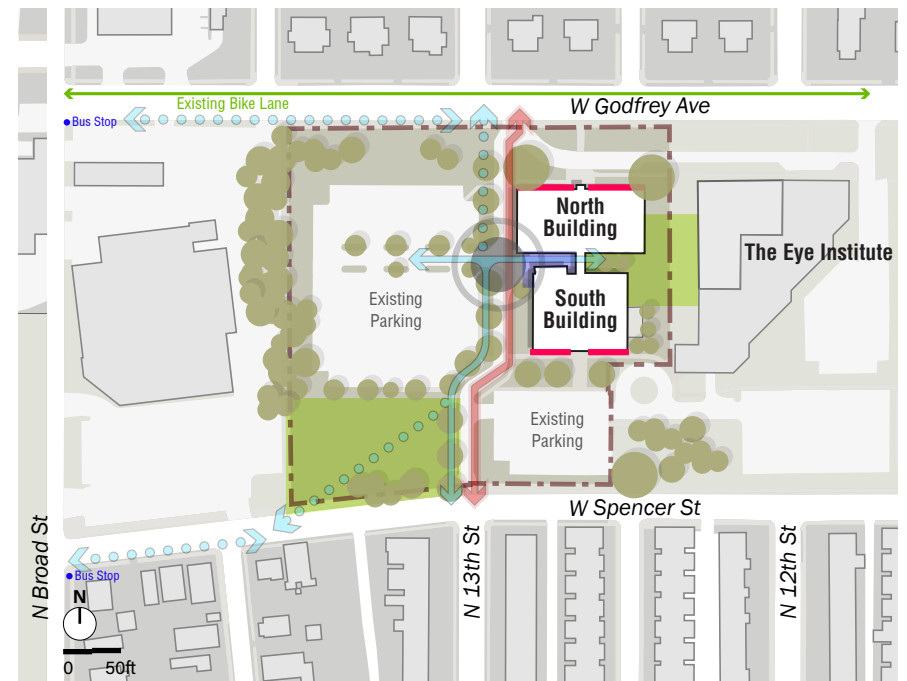 Existing Bike Lane
W Godfrey Ave
Bus Stop
North
Building
The Eye Institute
Existing
Parking
South
Building
Existing
Parking
W Spencer St
N Broad St
N 13th St
N 12th St
Bus Stop
N
0 50ft